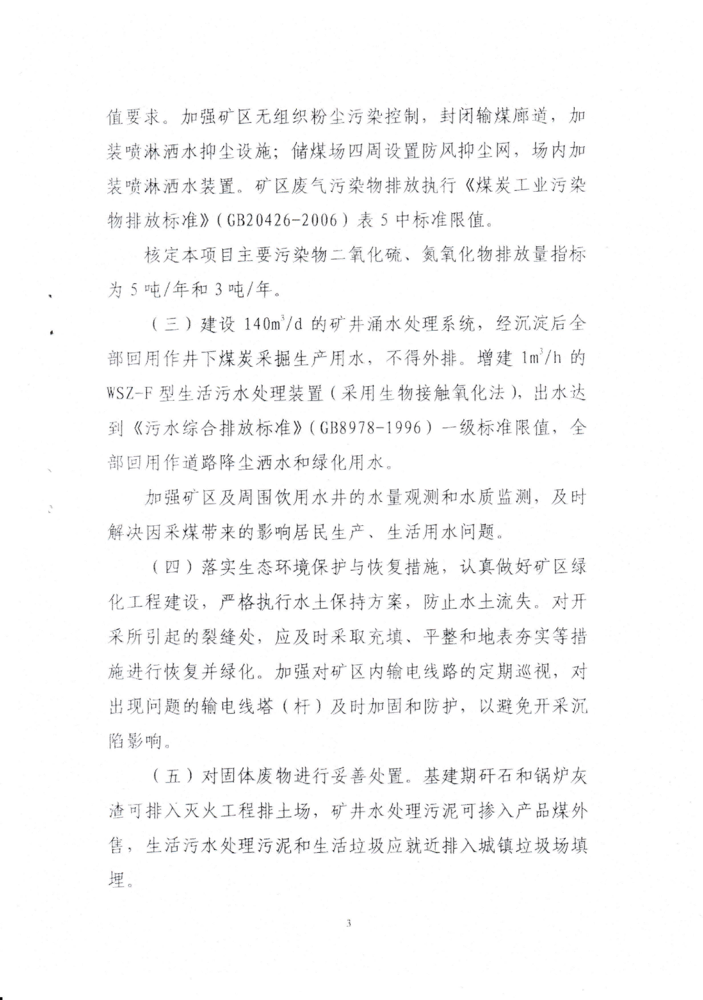 值要求。加强矿区无组织粉尘污染控制，封闭输煤廊道，加
装喷淋洒水抑尘设施；储煤场四周设置防风抑尘网，场内加
装喷淋洒水装置。矿区废气污染物排放执行《煤炭工业污染
物排放标准》（GB20426-2006）表 5 中标准限值。
核定本项目主要污染物二氧化硫、氮氧化物排放量指标
为 5 吨/年和 3 吨/年。
（三）建设 140m³/d 的矿井涌水处理系统，经沉淀后全
部回用作井下煤炭采掘生产用水，不得外排。增建 1m³/h 的
WSZ-F 型生活污水处理装置（采用生物接触氧化法），出水达
到《污水综合排放标准》（GB8978-1996）一级标准限值，全
部回用作道路降尘洒水和绿化用水。
加强矿区及周围饮用水井的水量观测和水质监测，及时
解决因采煤带来的影响居民生产、生活用水问题。
（四）落实生态环境保护与恢复措施，认真做好矿区绿
化工程建设，严格执行水土保持方案，防止水土流失。对开
采所引起的裂缝处，应及时采取充填、平整和地表夯实等措
施进行恢复并绿化。加强对矿区内输电线路的定期巡视，对
出现问题的输电线塔（杆）及时加固和防护，以避免开采沉
陷影响。
（五）对固体废物进行妥善处置。基建期矸石和锅炉灰
渣可排入灭火工程排土场，矿井水处理污泥可掺入产品煤外
售，生活污水处理污泥和生活垃圾应就近排入城镇垃圾场填
埋。
3